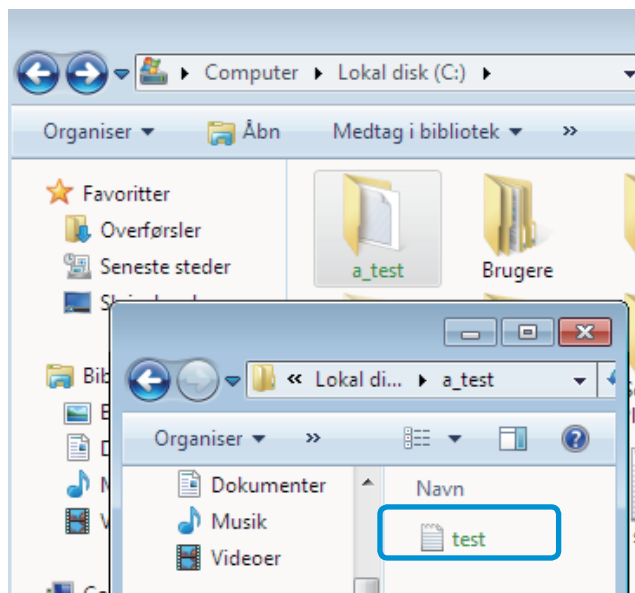 Computer Lokal disk (C:)
Organiser Åbn Medtag i bibliotek »
Favoritter
Overførsler
Seneste steder
a_test Brugere
Bib
« Lokal di... a_test
Organiser »
Dokumenter
Navn
Musik
test
Videoer